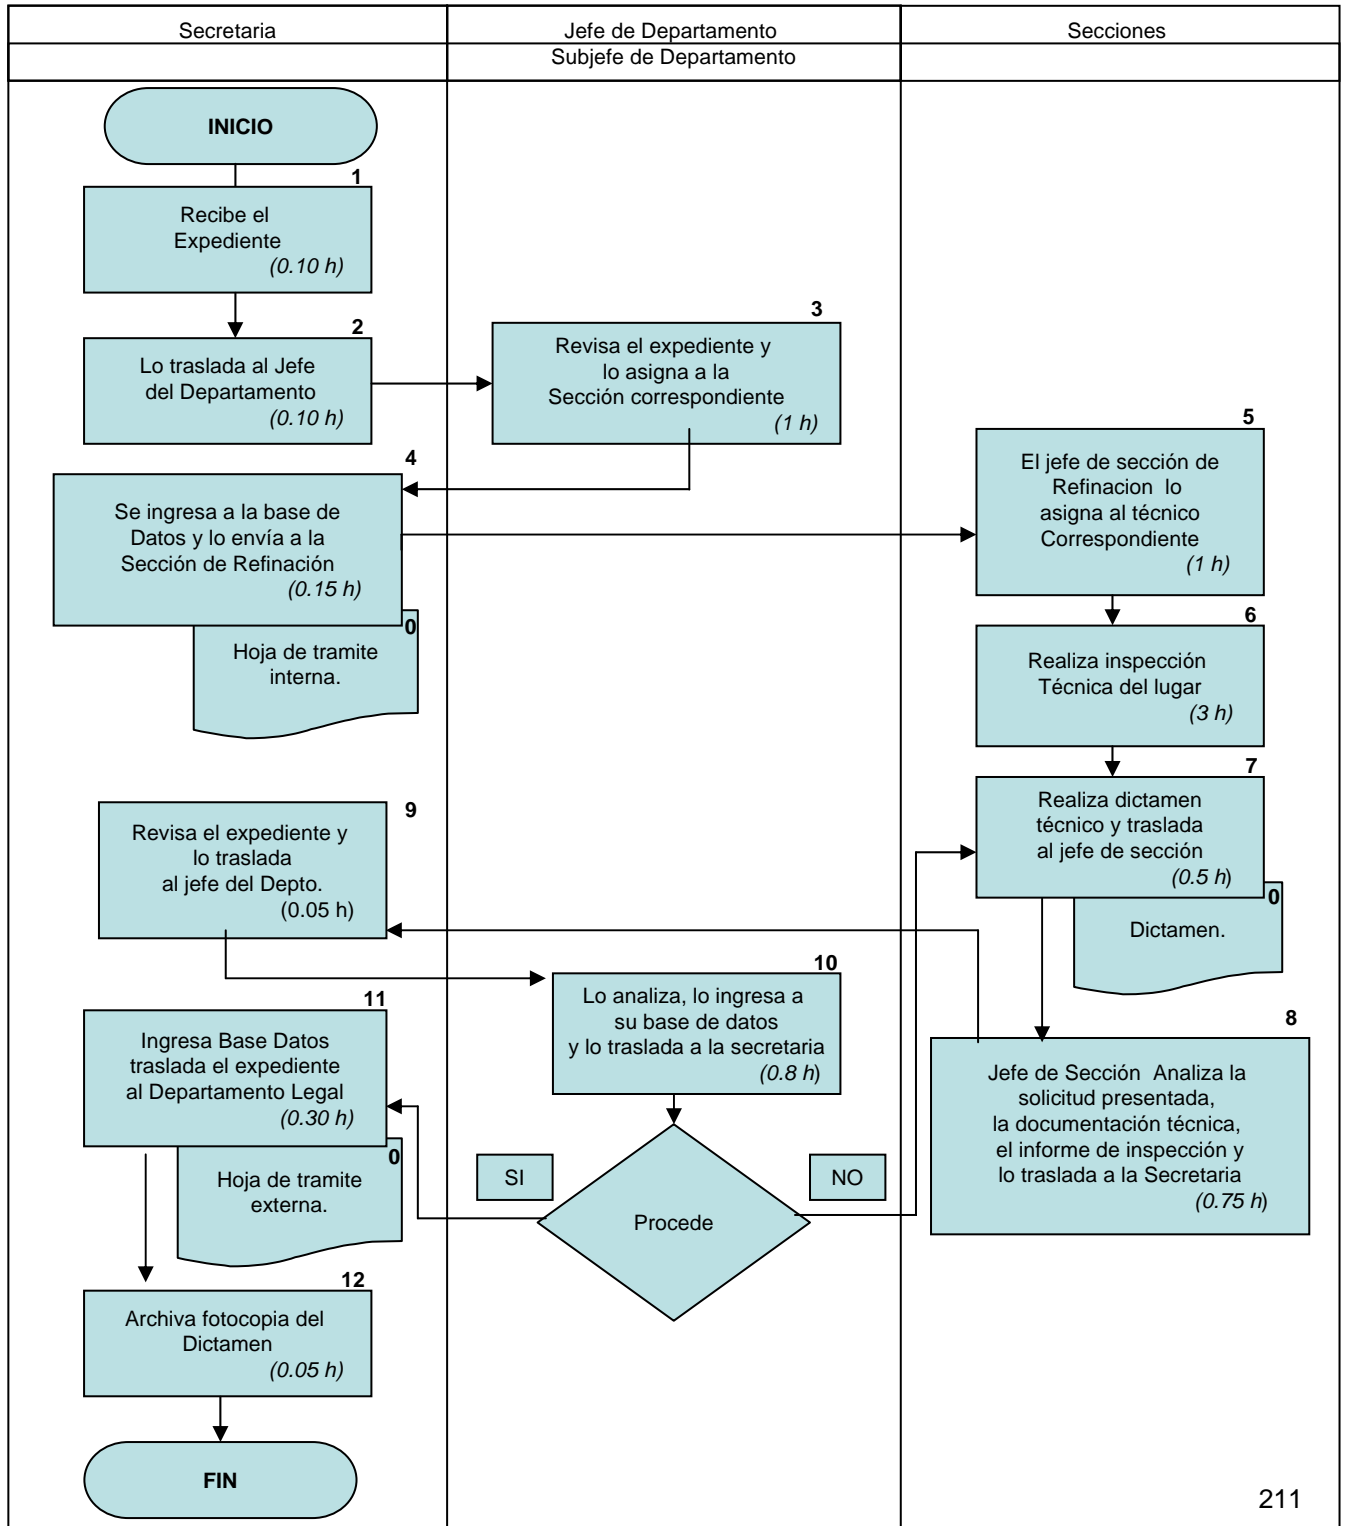 Secretaria
Jefe de Departamento
Subjefe de Departamento
Secciones
INICIO
1
Recibe el
Expediente
(0.10 h)
2
Lo traslada al Jefe
del Departamento
(0.10 h)
3
Revisa el expediente y
lo asigna a la
Sección correspondiente
(1 h)
4
Se ingresa a la base de
Datos y lo envía a la
Sección de Refinación
(0.15 h)
0
Hoja de tramite
interna.
5
El jefe de sección de
Refinacion lo
asigna al técnico
Correspondiente
(1 h)
6
Realiza inspección
Técnica del lugar
(3 h)
7
Realiza dictamen
técnico y traslada
al jefe de sección
(0.5 h)
0
Dictamen.
8
Jefe de Sección Analiza la
solicitud presentada,
la documentación técnica,
el informe de inspección y
lo traslada a la Secretaria
(0.75 h)
9
Revisa el expediente y
lo traslada
al jefe del Depto.
(0.05 h)
10
Lo analiza, lo ingresa a
su base de datos
y lo traslada a la secretaria
(0.8 h)
SI
Procede
NO
11
Ingresa Base Datos
traslada el expediente
al Departamento Legal
(0.30 h)
0
Hoja de tramite
externa.
12
Archiva fotocopia del
Dictamen
(0.05 h)
FIN
211